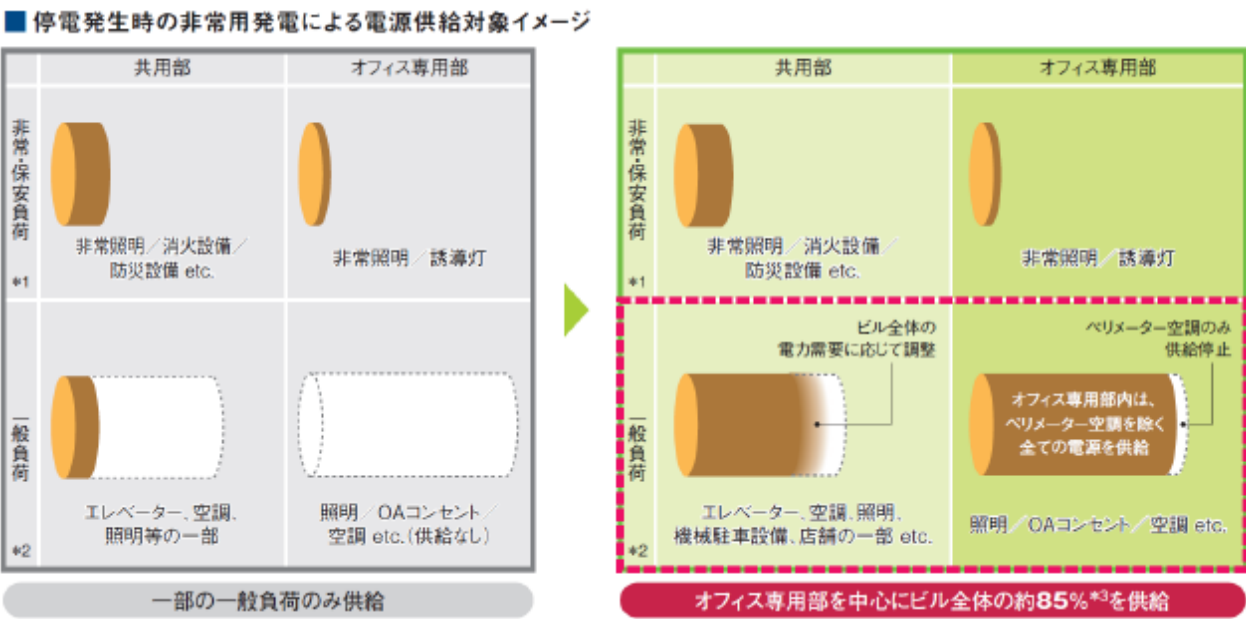 ■ 停電発生時の非常用発電による電源供給対象イメージ
共用部
オフィス専用部
非常・保安負荷
*1
非常照明／消火設備／
防災設備 etc.
非常照明／誘導灯
一般負荷
*2
エレベーター、空調、
照明等の一部
照明／OAコンセント／
空調 etc.(供給なし)
一部の一般負荷のみ供給
共用部
オフィス専用部
非常・保安負荷
*1
非常照明／消火設備／
防災設備 etc.
非常照明／誘導灯
一般負荷
*2
ビル全体の
電力需要に応じて調整
エレベーター、空調、照明、
機械駐車設備、店舗の一部 etc.
ペリメーター空調のみ
供給停止
オフィス専用部内は、
ペリメーター空調を除く
全ての電源を供給
照明／OAコンセント／空調 etc.
オフィス専用部を中心にビル全体の約85%*3を供給